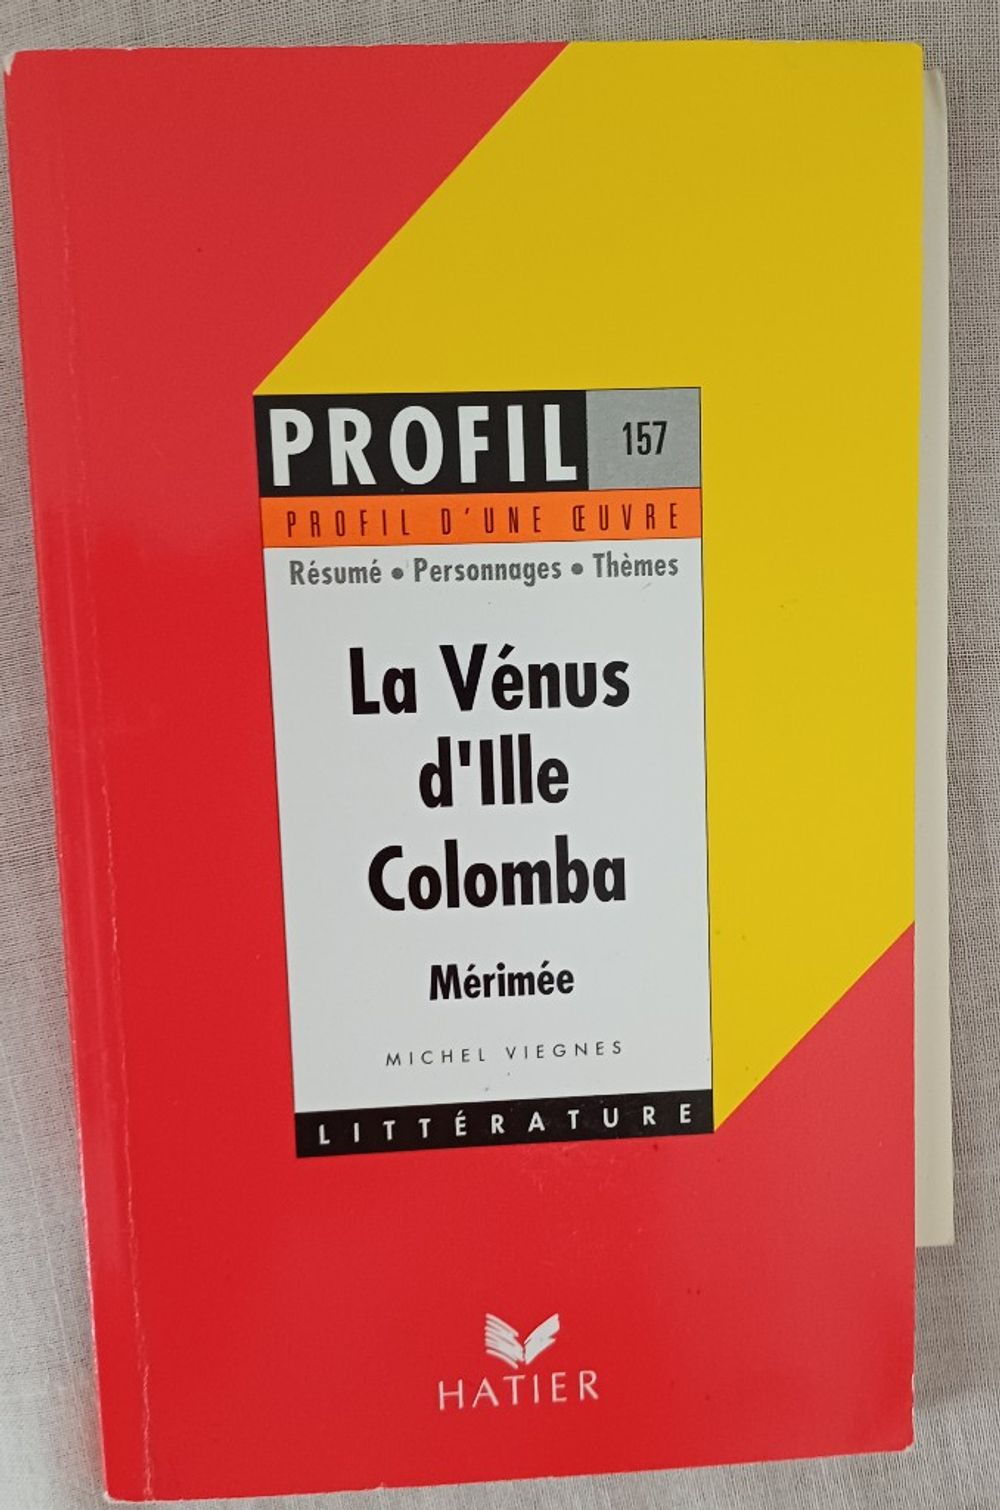 PROFIL 157
PROFIL D'UNE ŒUVRE
Résumé • Personnages • Thèmes
La Vénus
d'Ille
Colomba
Mérimée
MICHEL VIEGNES
LITTÉRATURE
HATIER